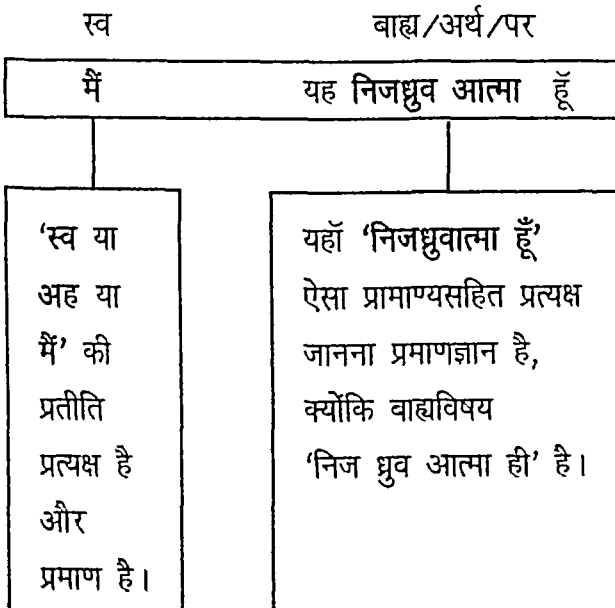 स्व बाह्य/अर्थ/पर
मैं यह निजध्रुव आत्मा हूॅ
‘स्व या
अह या
मैं’ की
प्रतीति
प्रत्यक्ष है
और
प्रमाण है।
यहॉ ‘निजध्रुवात्मा हूँ’
ऐसा प्रामाण्यसहित प्रत्यक्ष
जानना प्रमाणज्ञान है,
क्योंकि वाह्यविषय
‘निज ध्रुव आत्मा ही’ है।